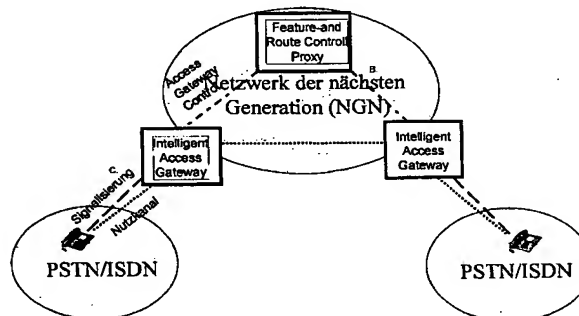 Feature-and
Route Control
Proxy
Access
Gateway
Control
B
Netzwerk der nächsten
Generation (NGN)
Intelligent
Access
Gateway
Intelligent
Access
Gateway
C
Signalisierung
Nutzkanal
PSTN/ISDN
PSTN/ISDN